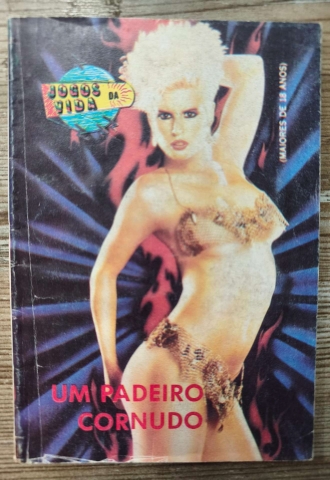 JOGOS
DA
VIDA
(MAIORES DE 18 ANOS)
UM PADEIRO
CORNUDO